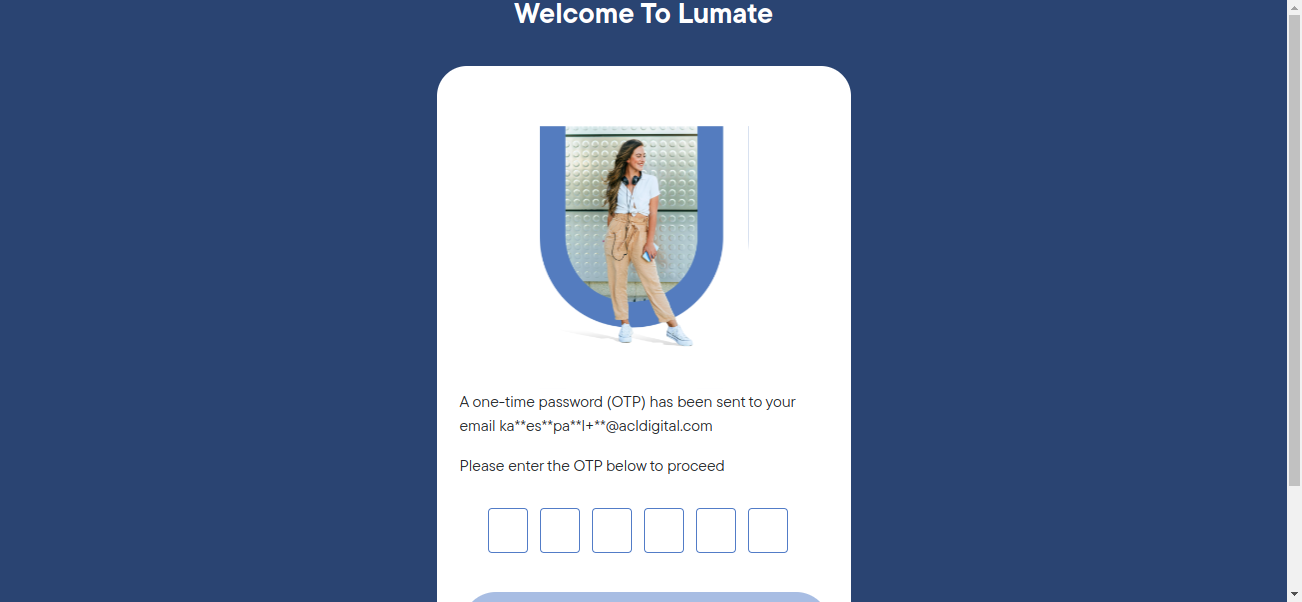 Welcome To Lumate
A one-time password (OTP) has been sent to your
email ka**es**pa**l+**@acldigital.com
Please enter the OTP below to proceed